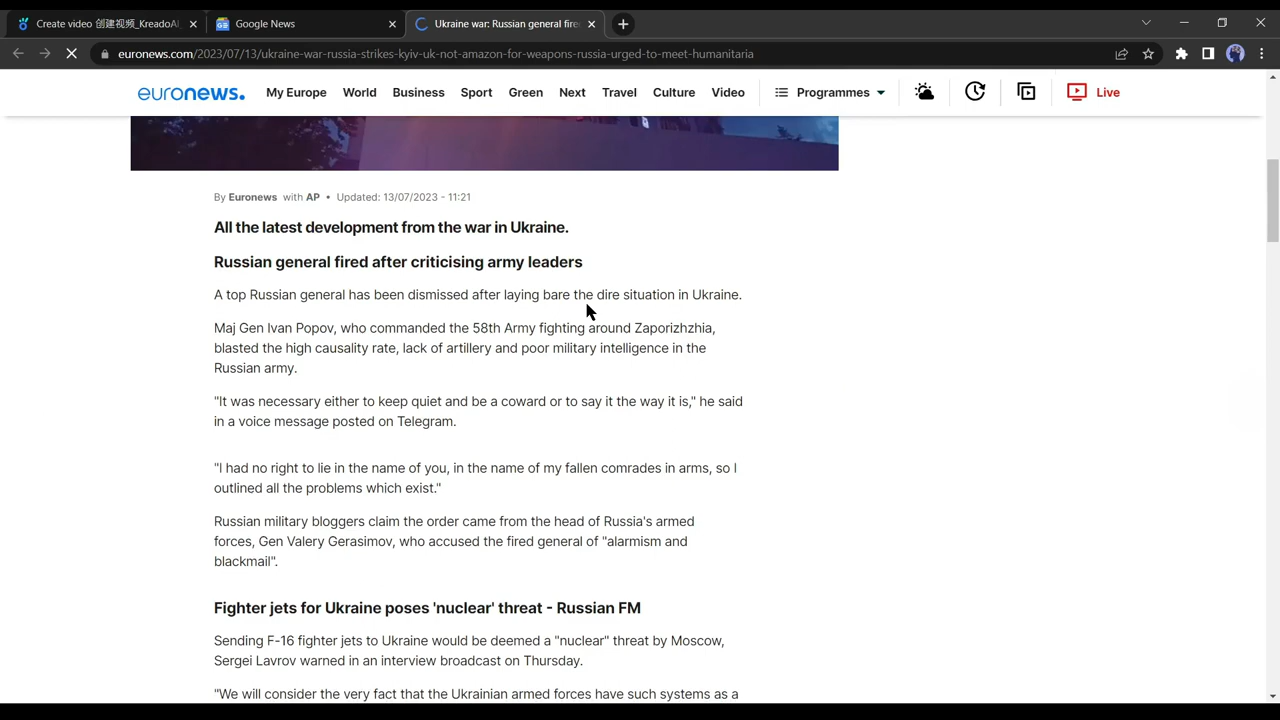 Create video 创建视频_KreadoAI
Google News
Ukraine war: Russian general fire
euronews.com/2023/07/13/ukraine-war-russia-strikes-kyiv-uk-not-amazon-for-weapons-russia-urged-to-meet-humanitaria
euronews. My Europe World Business Sport Green Next Travel Culture Video Programmes Live
By Euronews with AP • Updated: 13/07/2023 - 11:21
All the latest development from the war in Ukraine.
Russian general fired after criticising army leaders
A top Russian general has been dismissed after laying bare the dire situation in Ukraine.
Maj Gen Ivan Popov, who commanded the 58th Army fighting around Zaporizhzhia,
blasted the high causality rate, lack of artillery and poor military intelligence in the
Russian army.
"It was necessary either to keep quiet and be a coward or to say it the way it is," he said
in a voice message posted on Telegram.
"I had no right to lie in the name of you, in the name of my fallen comrades in arms, so I
outlined all the problems which exist."
Russian military bloggers claim the order came from the head of Russia's armed
forces, Gen Valery Gerasimov, who accused the fired general of "alarmism and
blackmail".
Fighter jets for Ukraine poses 'nuclear' threat - Russian FM
Sending F-16 fighter jets to Ukraine would be deemed a "nuclear" threat by Moscow,
Sergei Lavrov warned in an interview broadcast on Thursday.
"We will consider the very fact that the Ukrainian armed forces have such systems as a